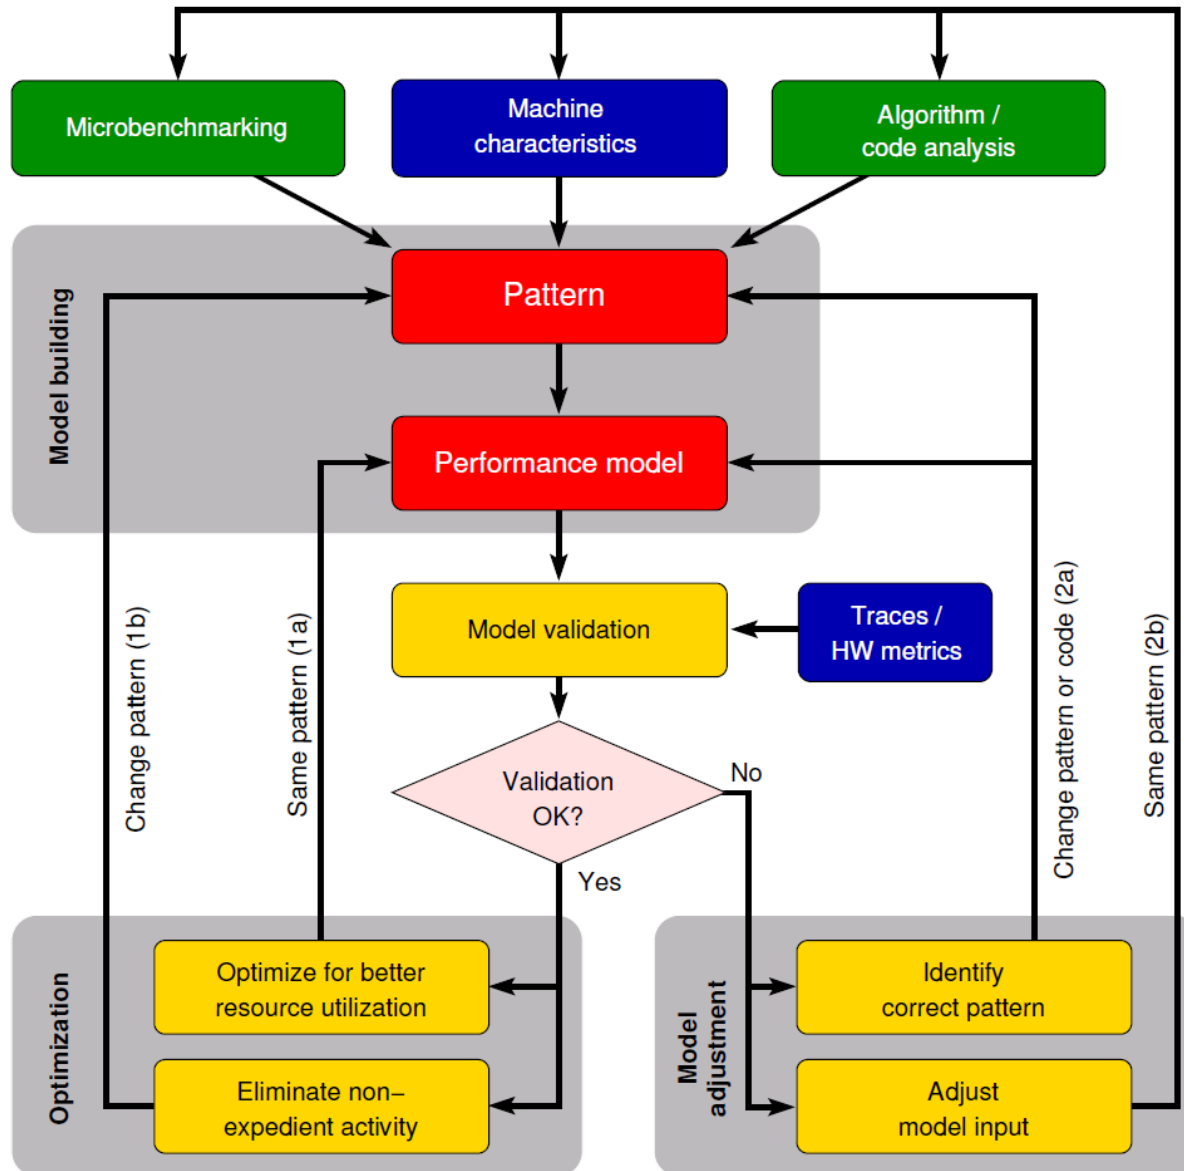 Microbenchmarking
Machine
characteristics
Algorithm /
code analysis
Model building
Pattern
Performance model
Change pattern (1b)
Same pattern (1a)
Model validation
Traces /
HW metrics
Change pattern or code (2a)
Same pattern (2b)
Validation
OK?
No
Yes
Optimization
Optimize for better
resource utilization
Eliminate non−
expedient activity
Model
adjustment
Identify
correct pattern
Adjust
model input